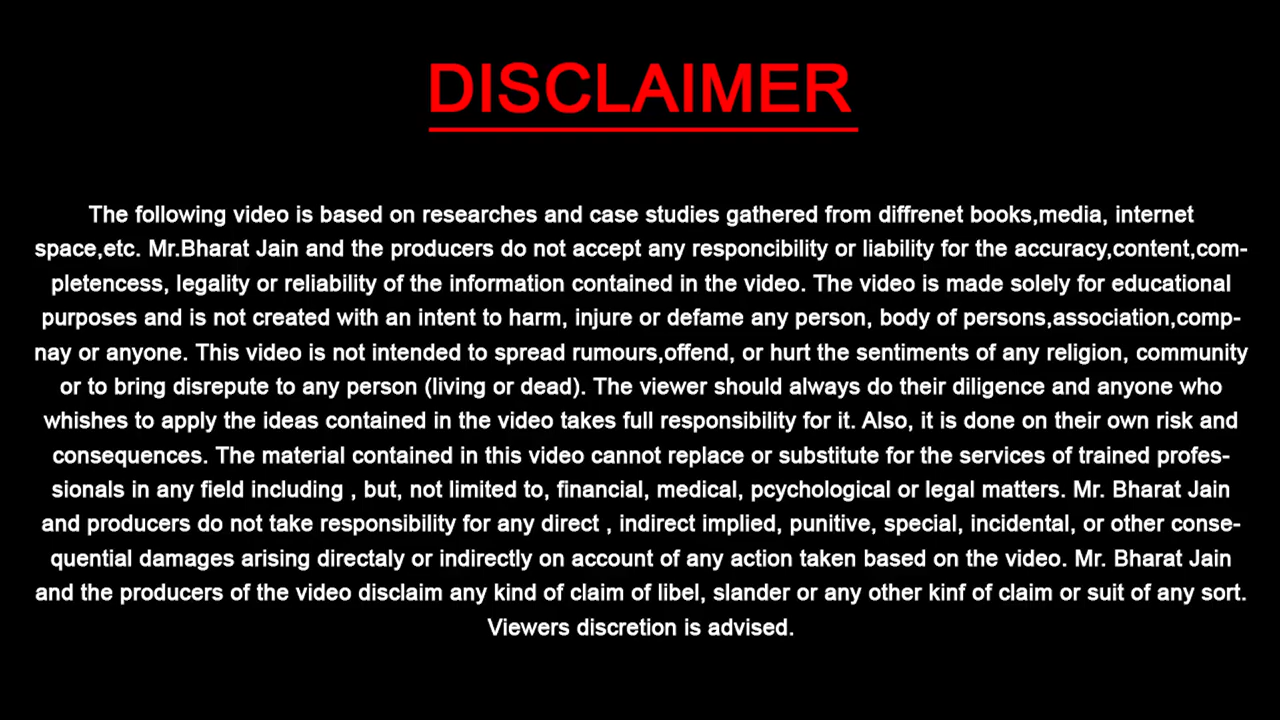 DISCLAIMER
The following video is based on researches and case studies gathered from diffrenet books,media, internet
space,etc. Mr.Bharat Jain and the producers do not accept any responcibility or liability for the accuracy,content,com-
pletencess, legality or reliability of the information contained in the video. The video is made solely for educational
purposes and is not created with an intent to harm, injure or defame any person, body of persons,association,comp-
nay or anyone. This video is not intended to spread rumours,offend, or hurt the sentiments of any religion, community
or to bring disrepute to any person (living or dead). The viewer should always do their diligence and anyone who
whishes to apply the ideas contained in the video takes full responsibility for it. Also, it is done on their own risk and
consequences. The material contained in this video cannot replace or substitute for the services of trained profes-
sionals in any field including , but, not limited to, financial, medical, pcychological or legal matters. Mr. Bharat Jain
and producers do not take responsibility for any direct , indirect implied, punitive, special, incidental, or other conse-
quential damages arising directaly or indirectly on account of any action taken based on the video. Mr. Bharat Jain
and the producers of the video disclaim any kind of claim of libel, slander or any other kinf of claim or suit of any sort.
Viewers discretion is advised.